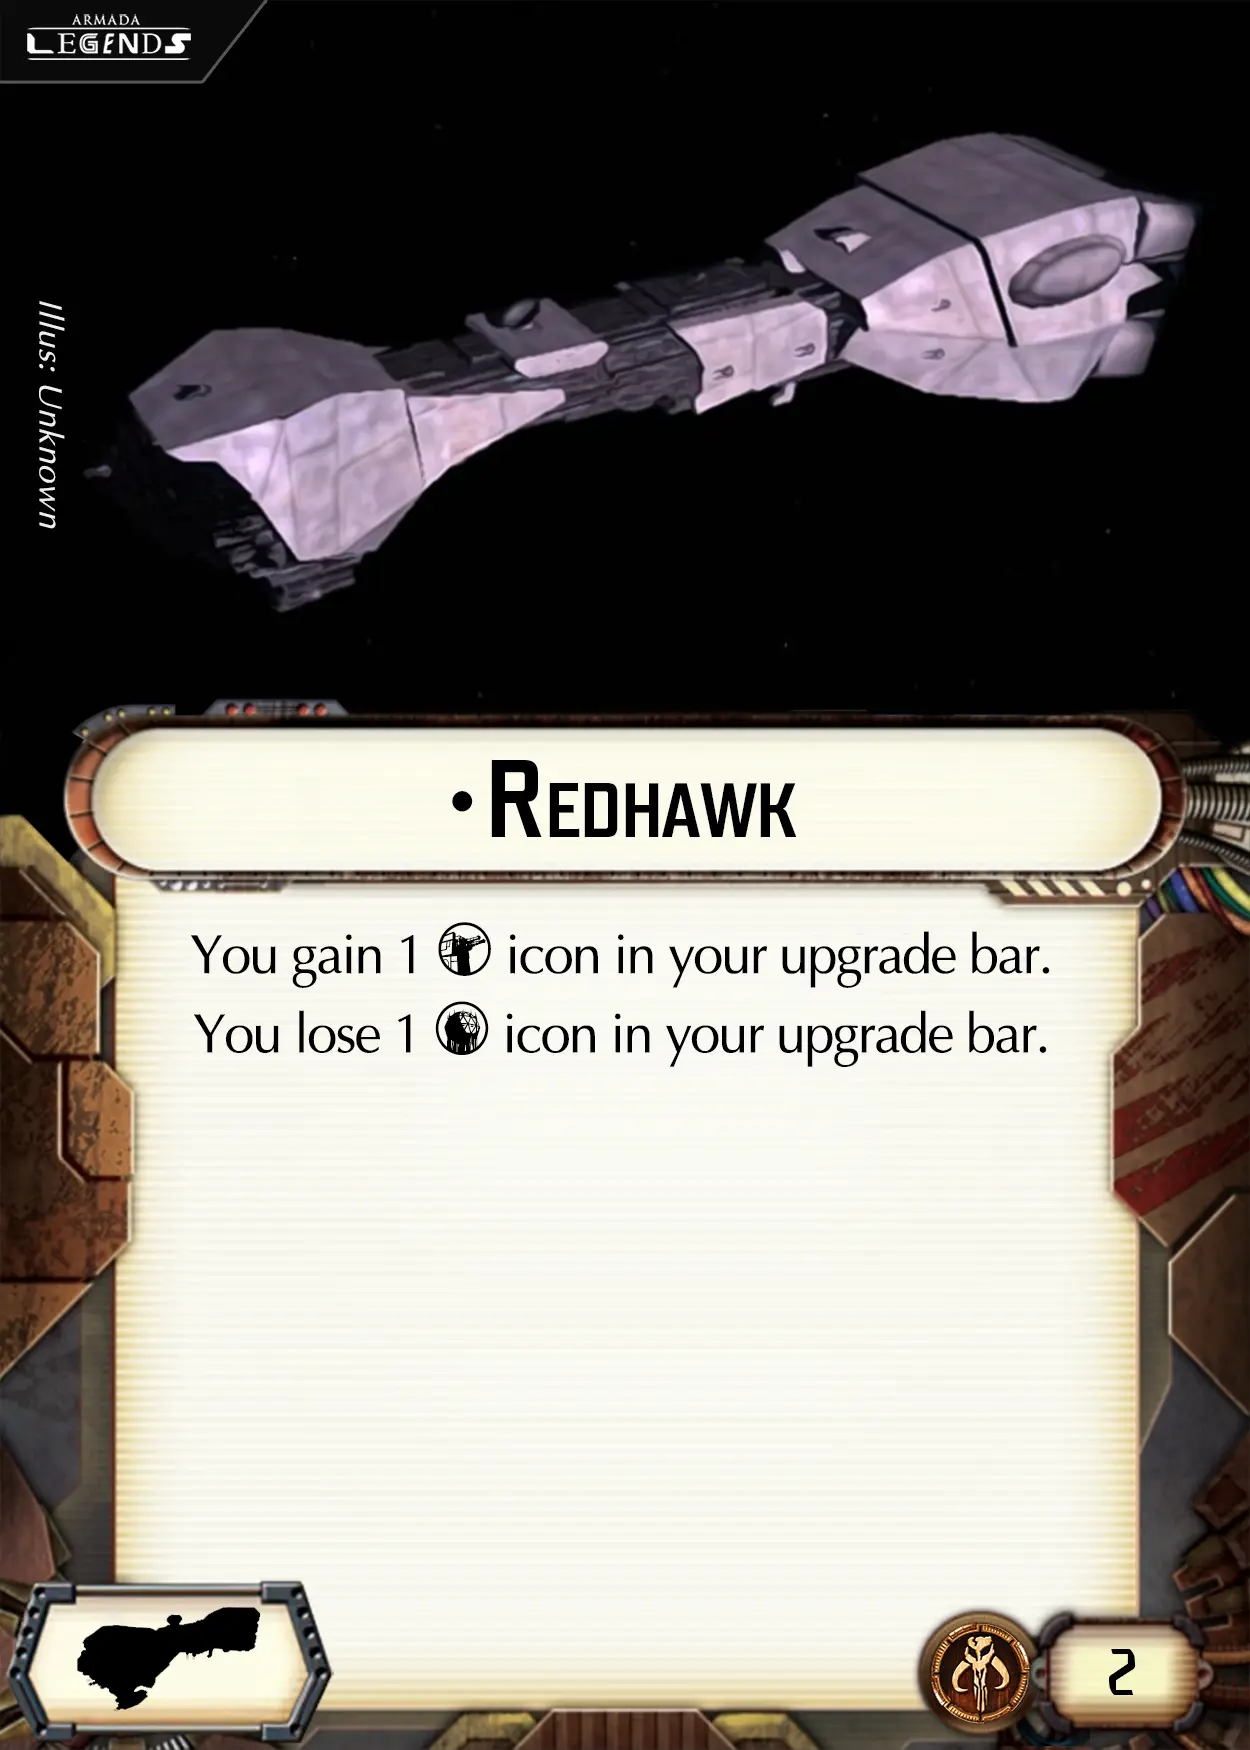 ARMADA
LEGENDS
Illus: Unknown
• REDHAWK
You gain 1 icon in your upgrade bar.
You lose 1 icon in your upgrade bar.
2